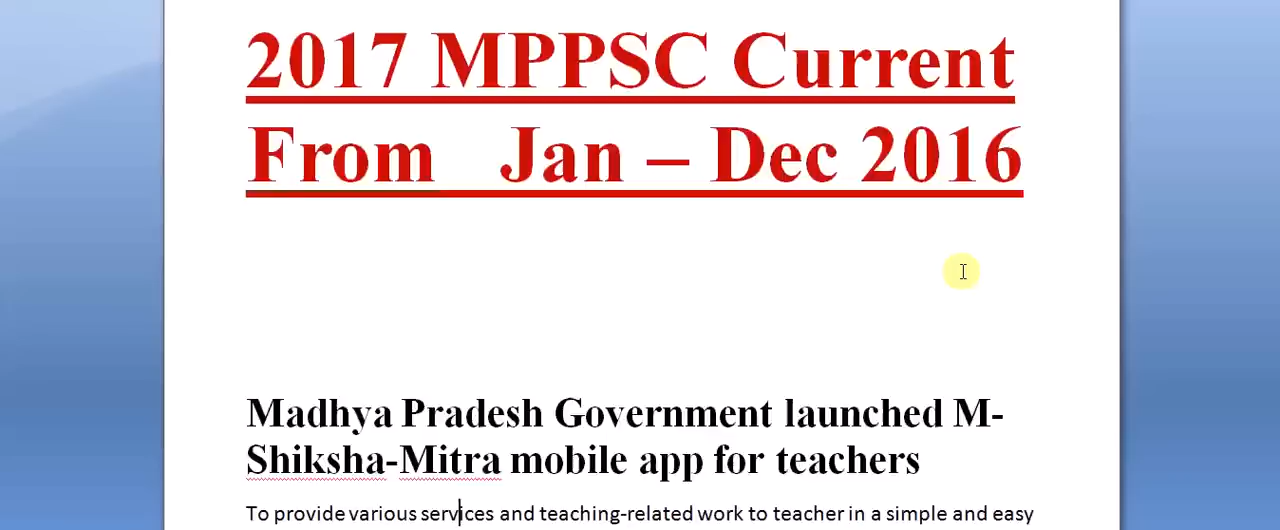 2017 MPPSC Current
From Jan – Dec 2016
Madhya Pradesh Government launched M-
Shiksha-Mitra mobile app for teachers
To provide various services and teaching-related work to teacher in a simple and easy